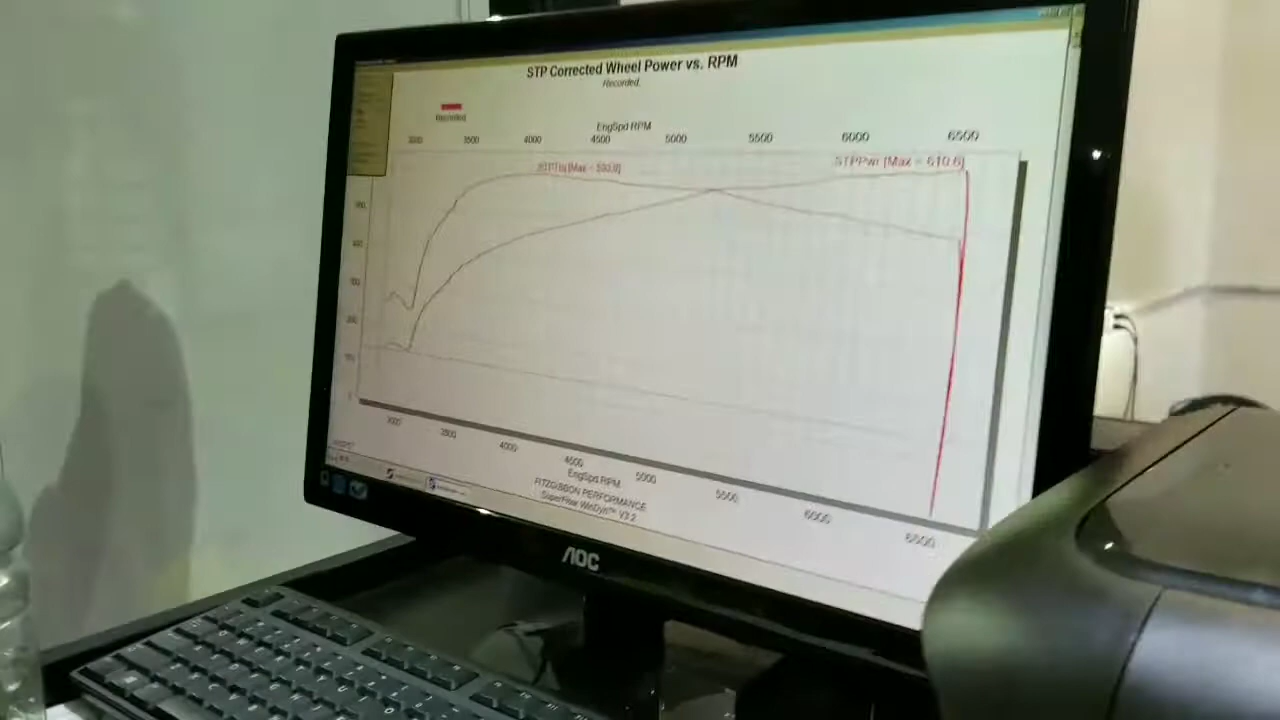 STP Corrected Wheel Power vs. RPM
Recorded
Recorded
EngSpd RPM
3000 3500 4000 4500 5000 5500 6000 6500
STPPwr [Max = 610.6]
3000 3500 4000 4500 5000 5500 6000 6500
EngSpd RPM
FITZGIBBON PERFORMANCE
SuperFlow WinDyn™ V3.2
AOC